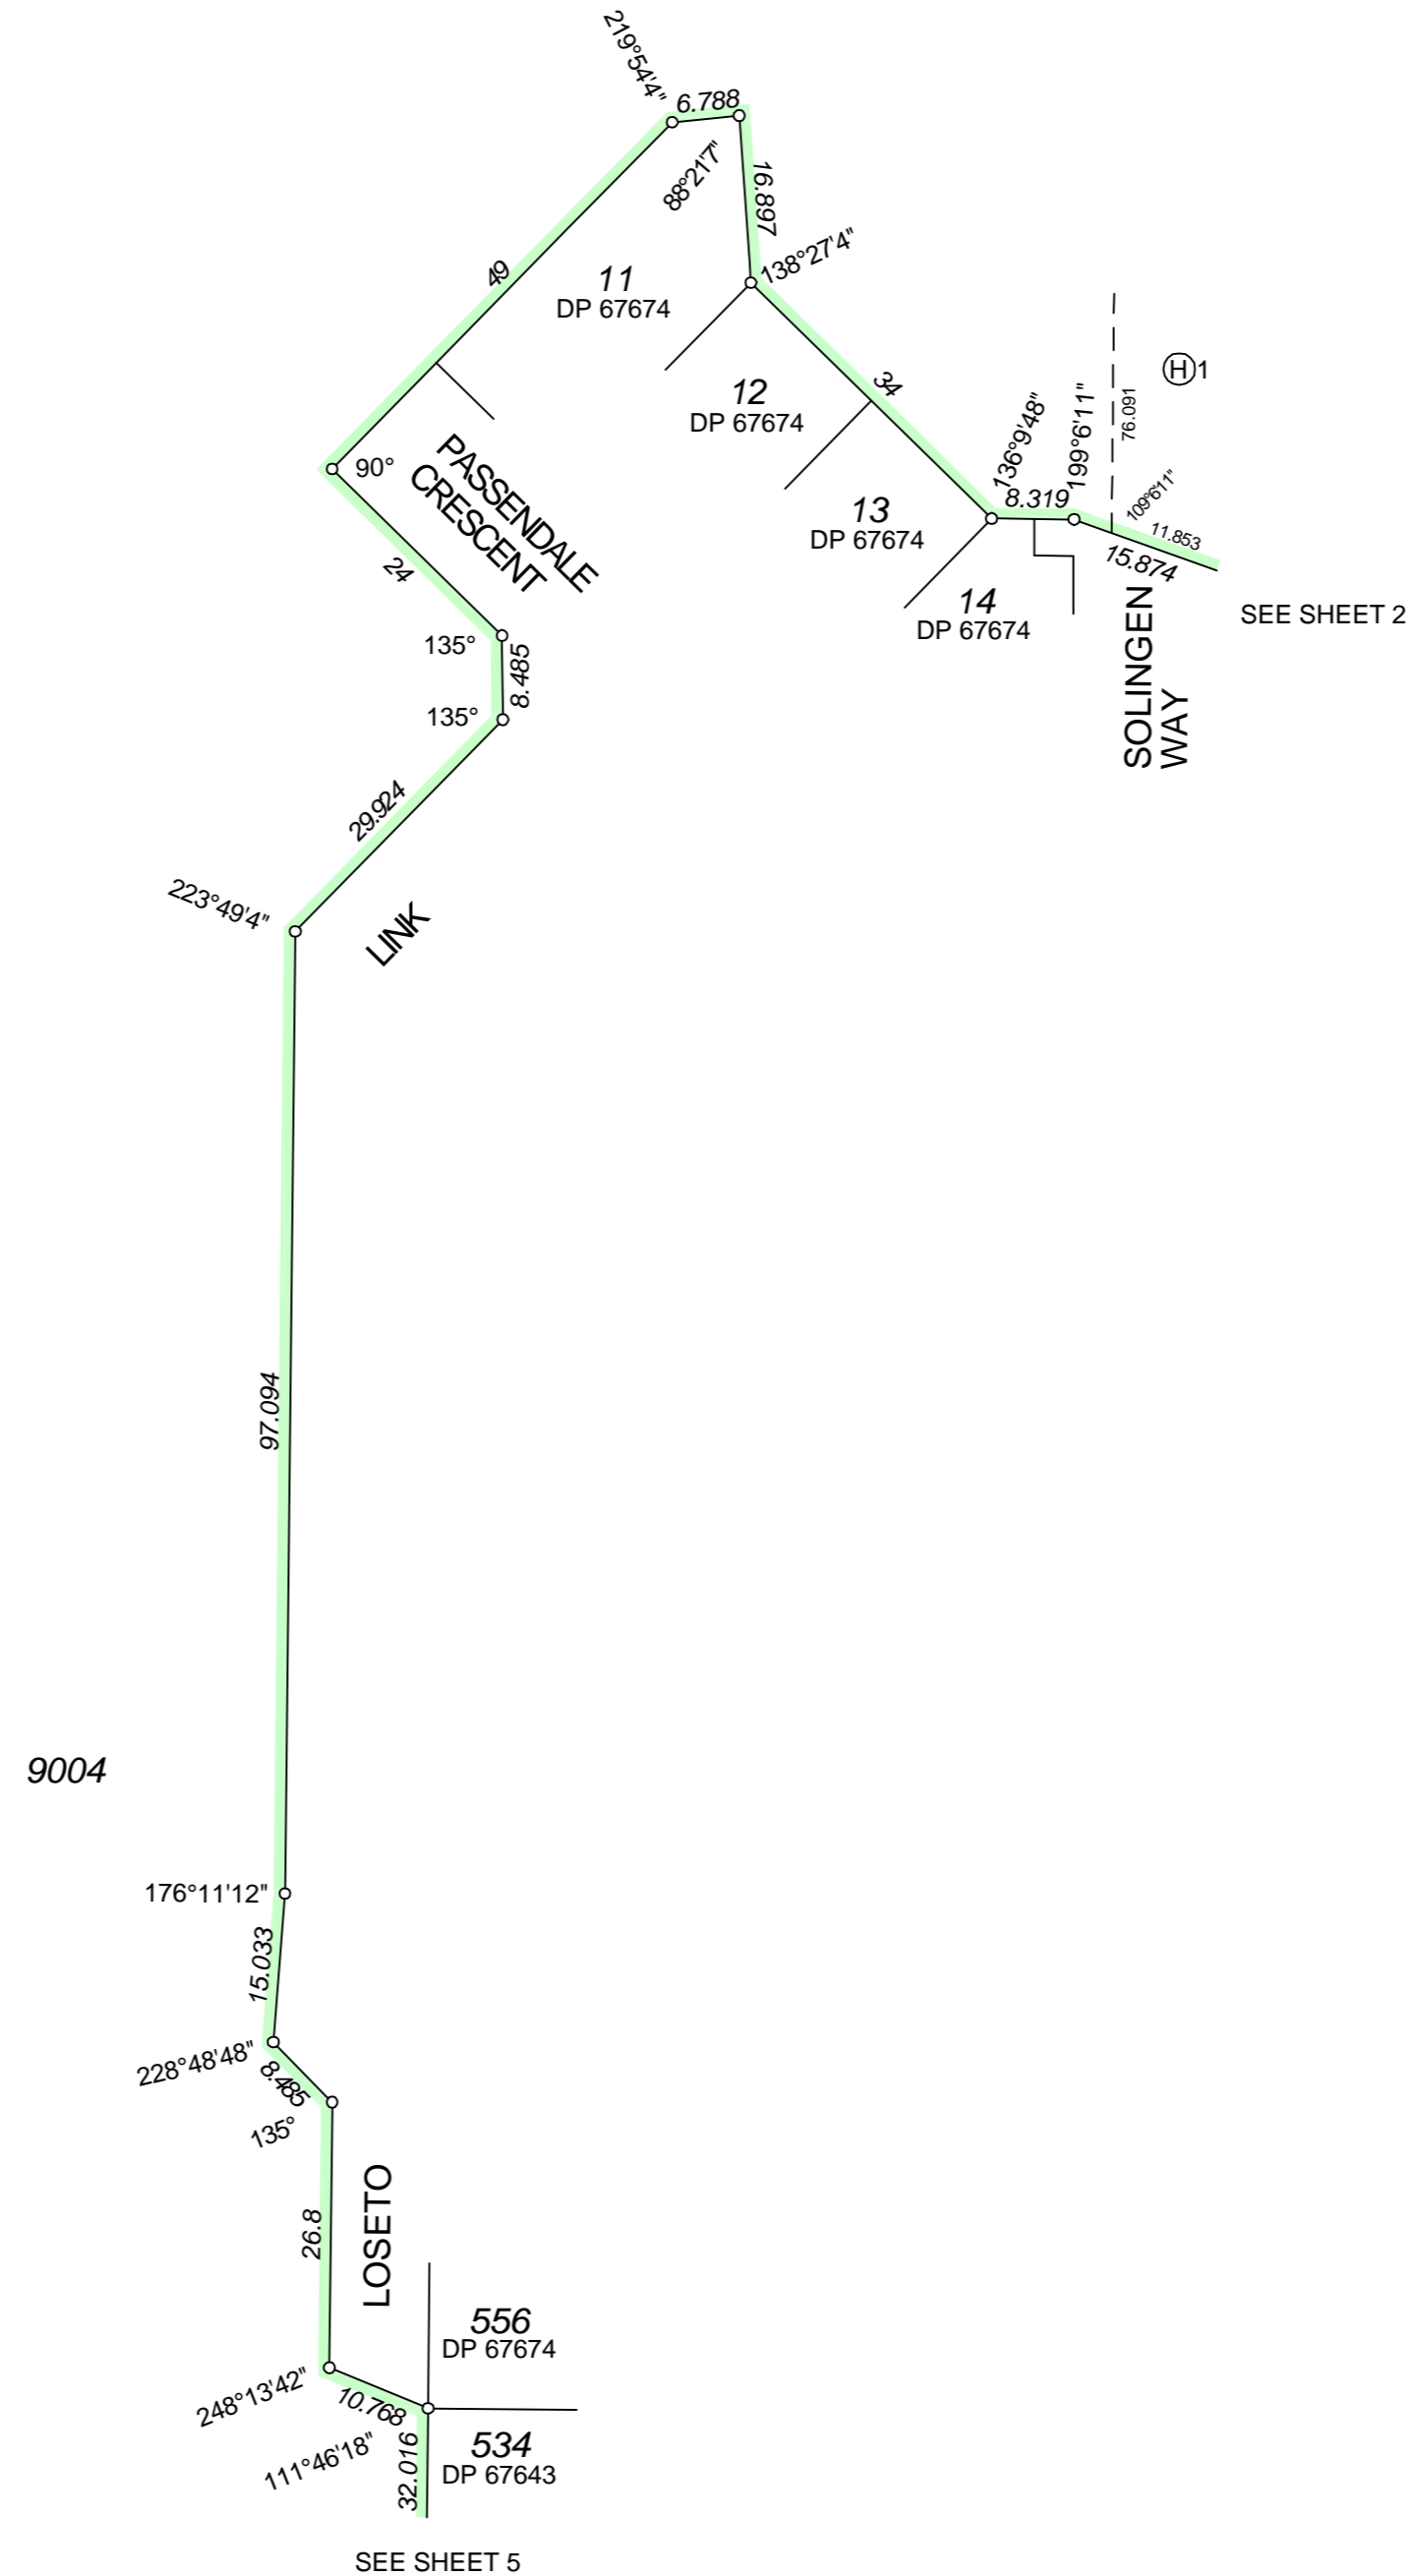 219°54'4"
6.788
88°21'7"
16.897
138°27'4"
49
11
DP 67674
34
12
DP 67674
H 1
76.091
136°9'48"
199°6'11"
8.319
109°6'11"
11.853
15.874
90°
PASSENDALE
CRESCENT
13
DP 67674
24
14
DP 67674
SEE SHEET 2
SOLINGEN
WAY
135°
8.485
135°
29.924
223°49'4"
LINK
97.094
9004
176°11'12"
15.033
228°48'48"
8.485
135°
LOSETO
26.8
556
DP 67674
248°13'42"
10.768
111°46'18"
32.016
534
DP 67643
SEE SHEET 5